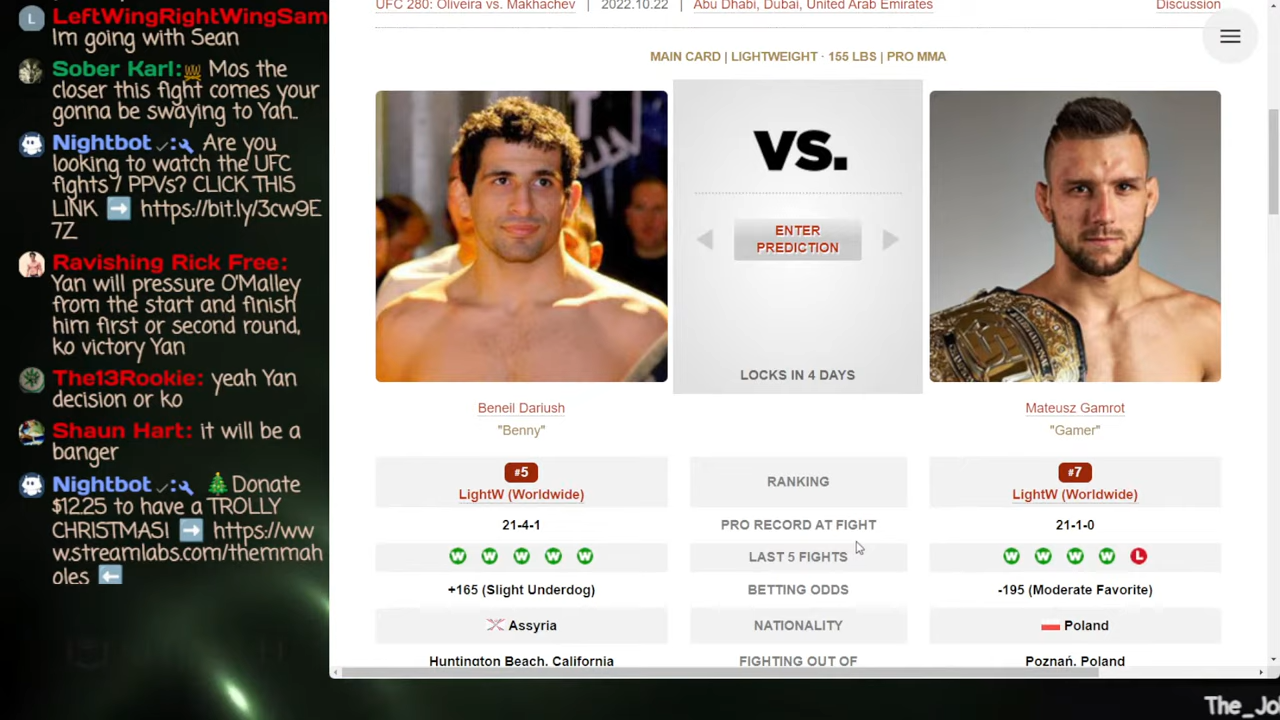 L LeftWingRightWingSam
Im going with Sean
Sober Karl: Mos the
closer this fight comes your
gonna be swaying to Yan..
Nightbot ✓:🔧 Are you
looking to watch the UFC
fights / PPVs? CLICK THIS
LINK ➡️ https://bit.ly/3cw9E
7Z
Ravishing Rick Free:
Yan will pressure O'Malley
from the start and finish
him first or second round,
ko victory Yan
The13Rookie: yeah Yan
decision or ko
Shaun Hart: it will be a
banger
Nightbot ✓:🔧 🎄Donate
$12.25 to have a TROLLY
CHRISTMAS! ➡️ https://ww
w.streamlabs.com/themmah
oles ⬅️
UFC 280: Oliveira vs. Makhachev | 2022.10.22 | Abu Dhabi, Dubai, United Arab Emirates Discussion
MAIN CARD | LIGHTWEIGHT · 155 LBS | PRO MMA
VS.
ENTER
PREDICTION
LOCKS IN 4 DAYS
Beneil Dariush Mateusz Gamrot
"Benny" "Gamer"
#5 RANKING #7
LightW (Worldwide) LightW (Worldwide)
21-4-1 PRO RECORD AT FIGHT 21-1-0
W W W W W LAST 5 FIGHTS W W W W L
+165 (Slight Underdog) BETTING ODDS -195 (Moderate Favorite)
Assyria NATIONALITY Poland
Huntington Beach, California FIGHTING OUT OF Poznań, Poland